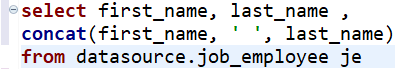 select first_name, last_name ,
concat(first_name, ' ', last_name)
from datasource.job_employee je